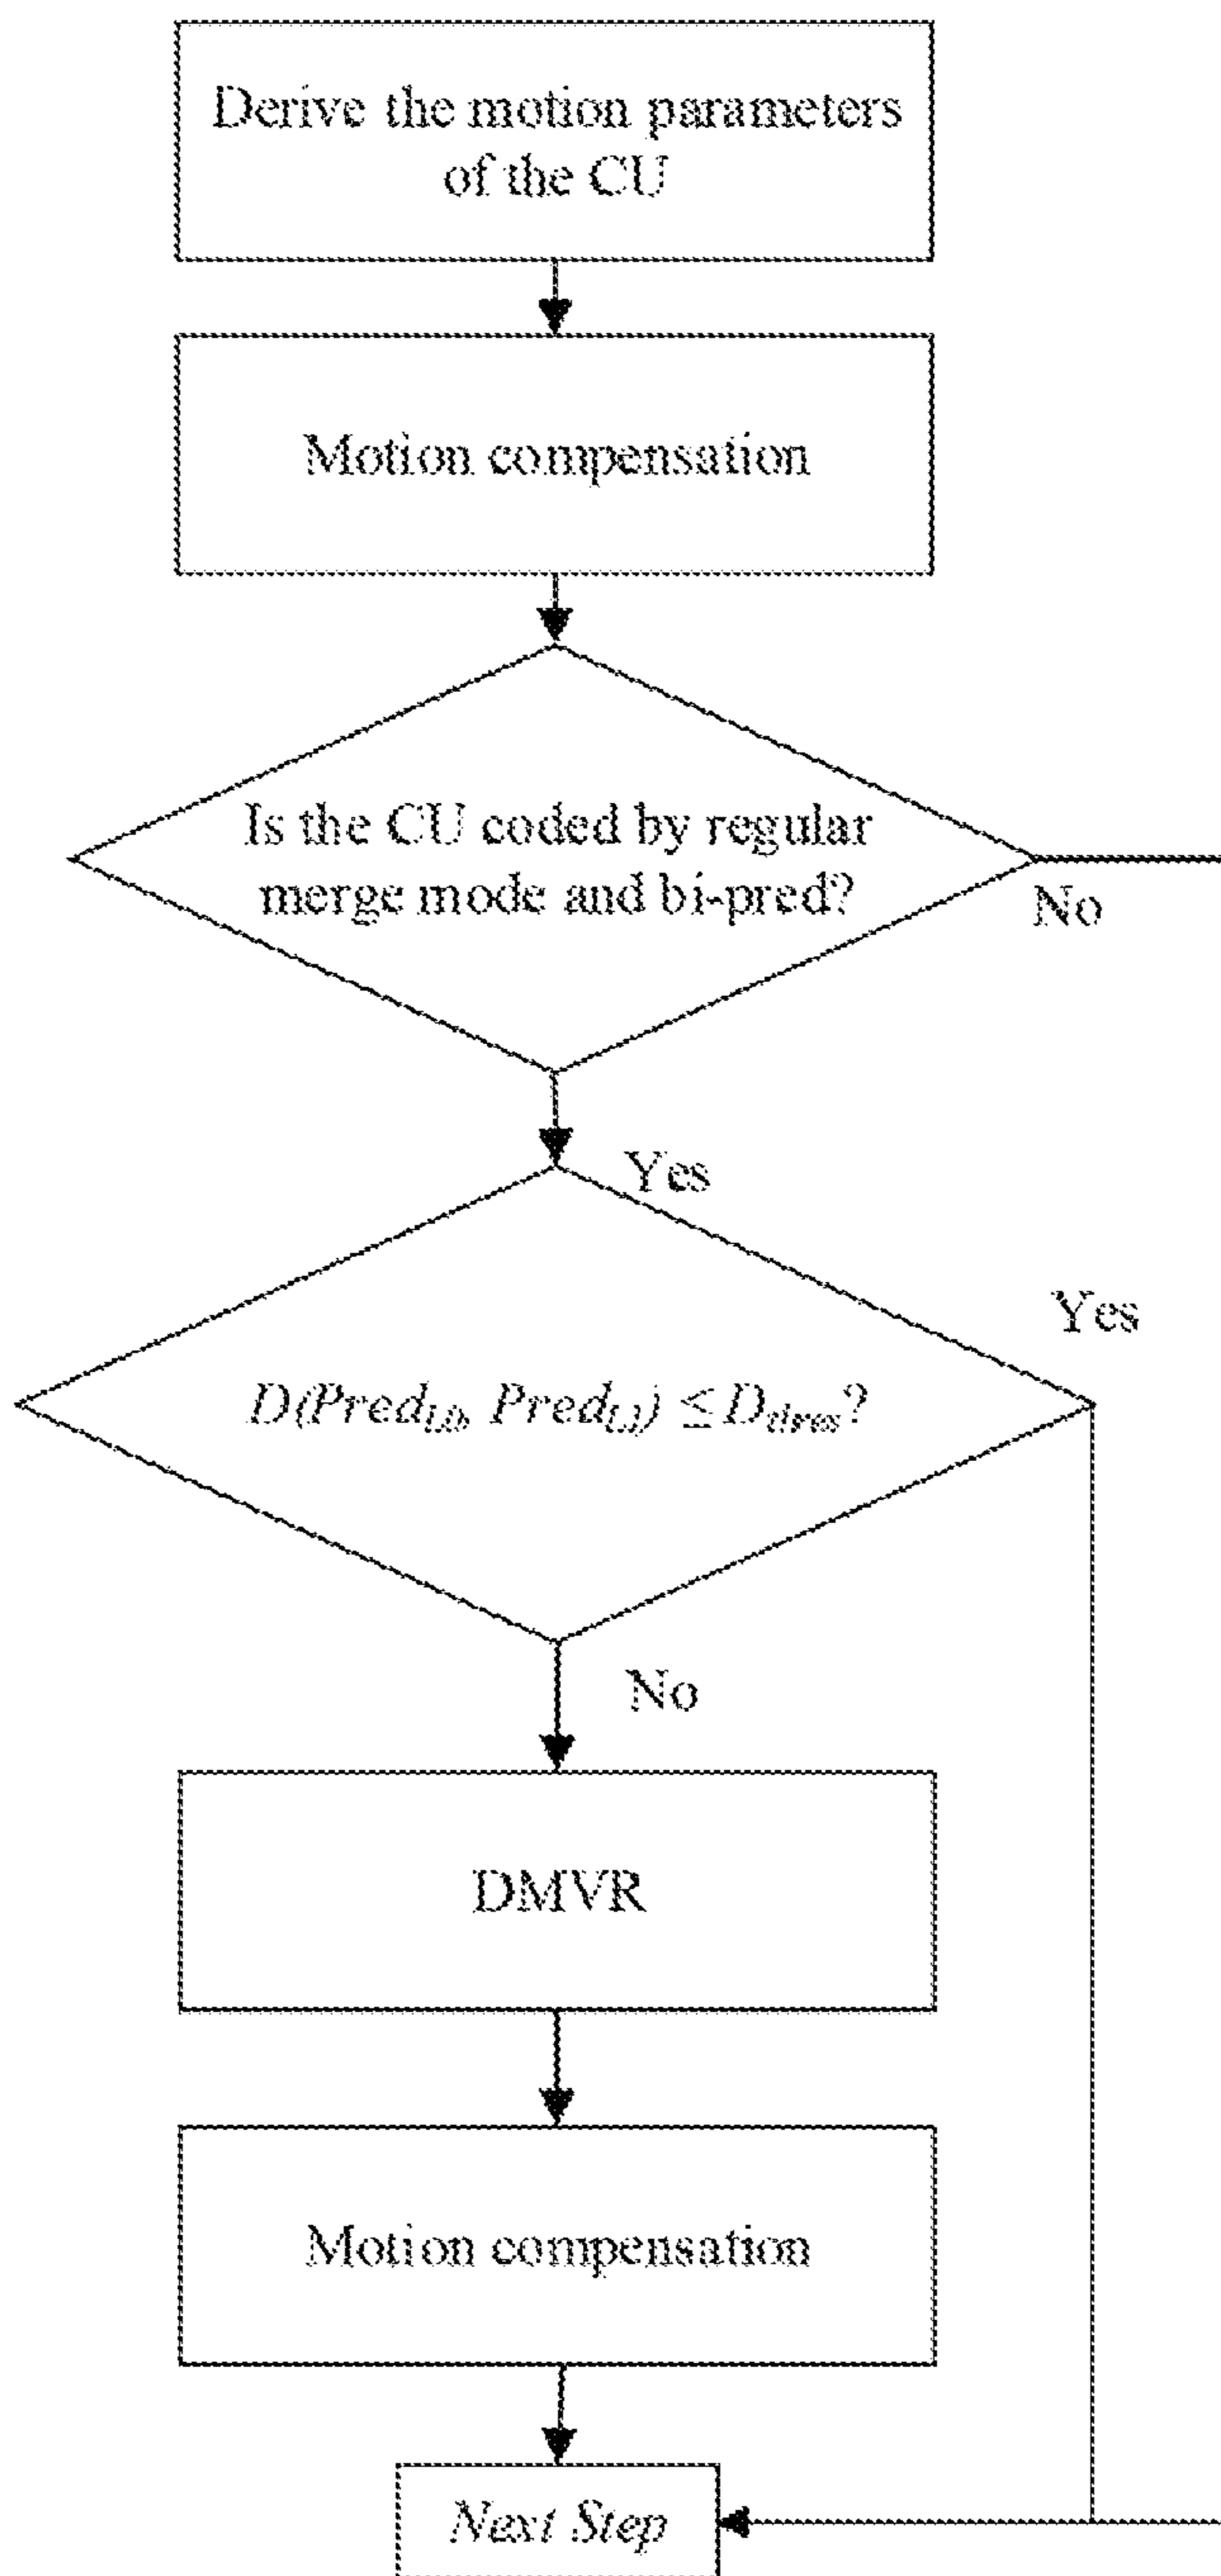 Derive the motion parameters
of the CU
Motion compensation
Is the CU coded by regular
merge mode and bi-pred?
No
Yes
Yes
D(Pred_L0, Pred_L1) ≤ D_thres?
No
DMVR
Motion compensation
Next Step